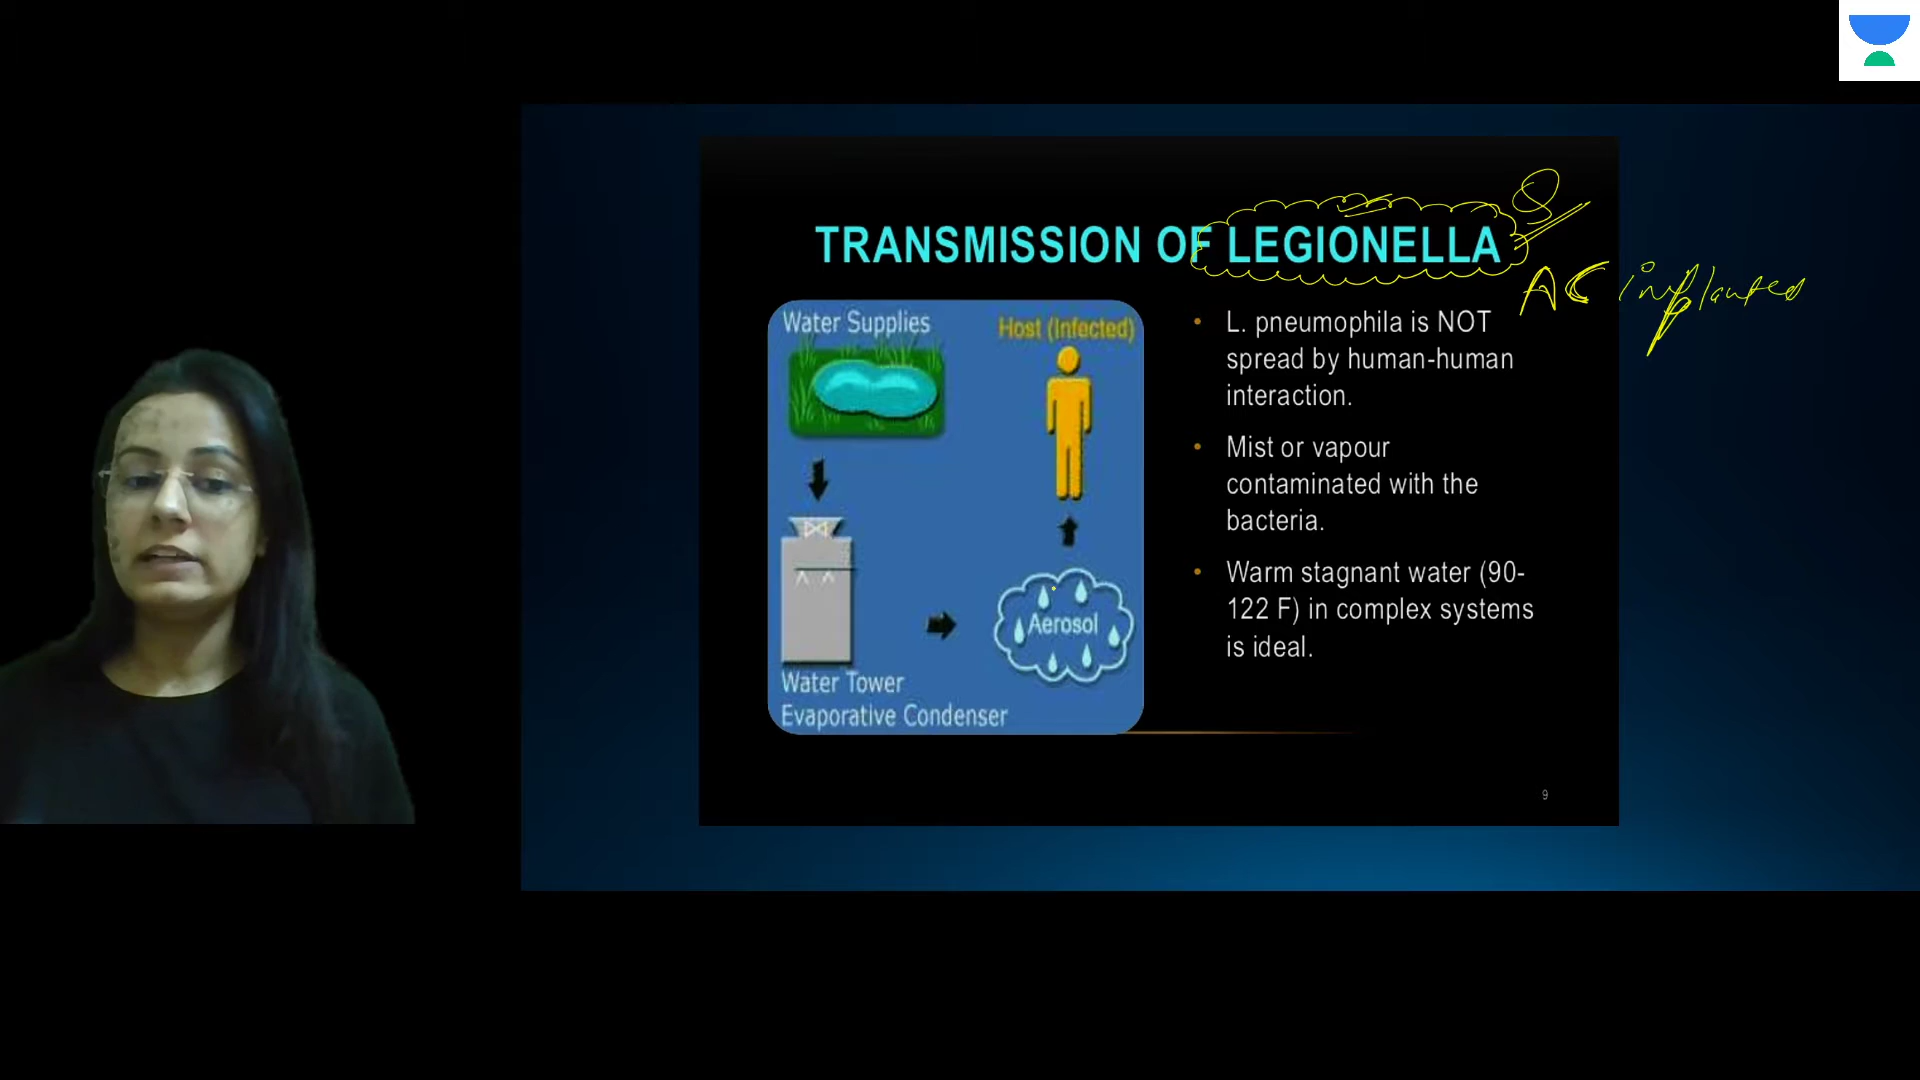 TRANSMISSION OF LEGIONELLA
AC implanted
Water Supplies
Host (Infected)
Aerosol
Water Tower
Evaporative Condenser
• L. pneumophila is NOT
spread by human-human
interaction.
• Mist or vapour
contaminated with the
bacteria.
• Warm stagnant water (90-
122 F) in complex systems
is ideal.
9